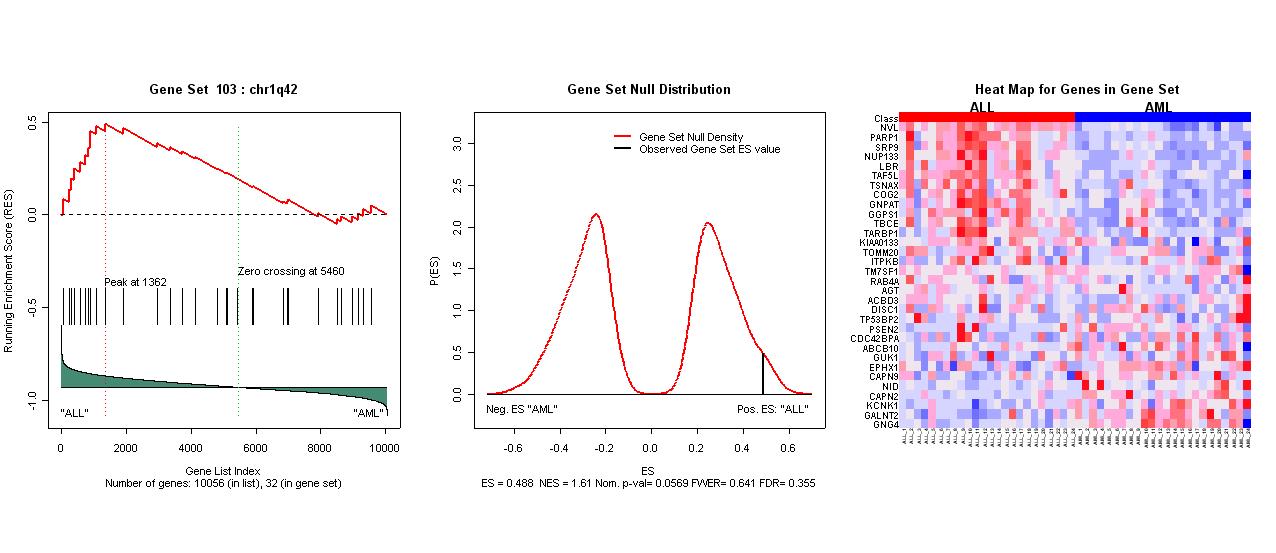 Gene Set 103 : chr1q42
Running Enrichment Score (RES)
0.5
0.0
-0.5
-1.0
Peak at 1362
Zero crossing at 5460
"ALL"
"AML"
0 2000 4000 6000 8000 10000
Gene List Index
Number of genes: 10056 (in list), 32 (in gene set)
Gene Set Null Distribution
P(ES)
3.0
2.5
2.0
1.5
1.0
0.5
0.0
Gene Set Null Density
Observed Gene Set ES value
Neg. ES "AML"
Pos. ES: "ALL"
-0.6 -0.4 -0.2 0.0 0.2 0.4 0.6
ES
ES = 0.488 NES = 1.61 Nom. p-val= 0.0569 FWER= 0.641 FDR= 0.355
Heat Map for Genes in Gene Set
ALL AML
Class
NVL
PARP1
SRP9
NUP133
LBR
TAF5L
TSNAX
COG2
GNPAT
GGPS1
TBCE
TARBP1
KIAA0133
TOMM20
ITPKB
TM7SF1
RAB4A
AGT
ACBD3
DISC1
TP53BP2
PSEN2
CDC42BPA
ABCB10
GUK1
EPHX1
CAPN9
NID
CAPN2
KCNK1
GALNT2
GNG4